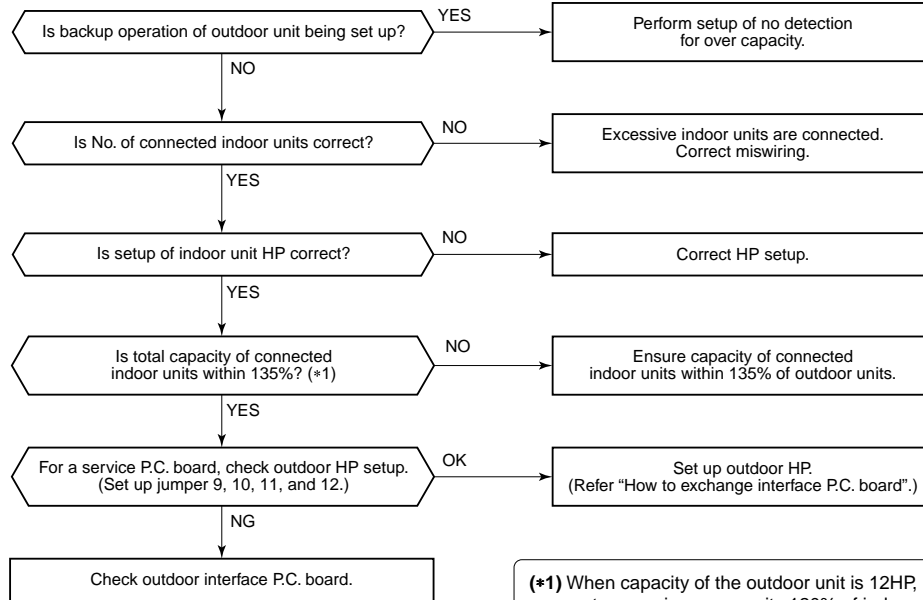 Is backup operation of outdoor unit being set up?
YES
Perform setup of no detection
for over capacity.
NO
Is No. of connected indoor units correct?
NO
Excessive indoor units are connected.
Correct miswiring.
YES
Is setup of indoor unit HP correct?
NO
Correct HP setup.
YES
Is total capacity of connected
indoor units within 135%? (*1)
NO
Ensure capacity of connected
indoor units within 135% of outdoor units.
YES
For a service P.C. board, check outdoor HP setup.
(Set up jumper 9, 10, 11, and 12.)
OK
Set up outdoor HP.
(Refer “How to exchange interface P.C. board”.)
NG
Check outdoor interface P.C. board.
(*1) When capacity of the outdoor unit is 12HP,